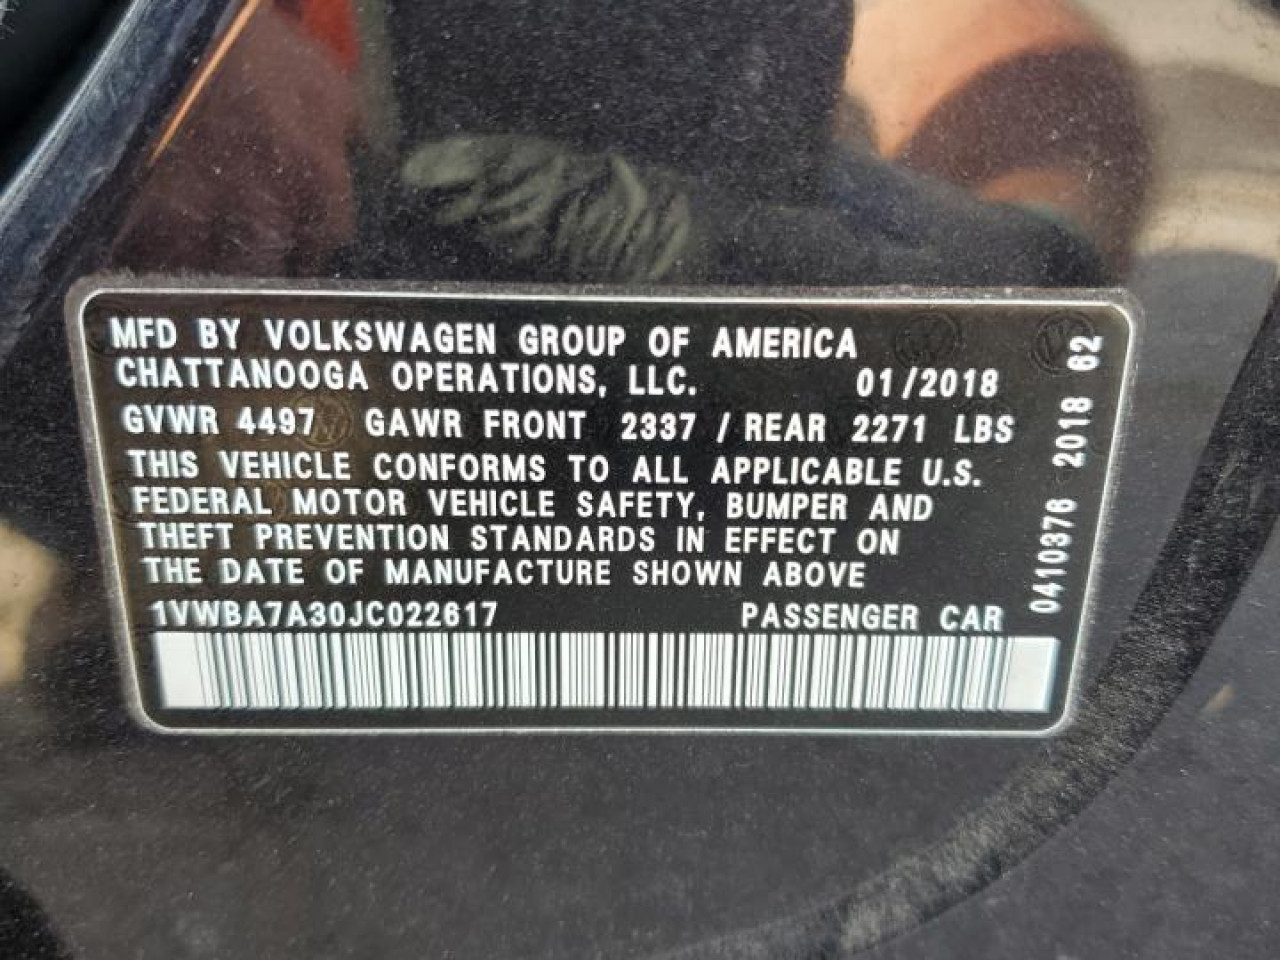 MFD BY VOLKSWAGEN GROUP OF AMERICA
CHATTANOOGA OPERATIONS, LLC. 01/2018
GVWR 4497 GAWR FRONT 2337 / REAR 2271 LBS
THIS VEHICLE CONFORMS TO ALL APPLICABLE U.S.
FEDERAL MOTOR VEHICLE SAFETY, BUMPER AND
THEFT PREVENTION STANDARDS IN EFFECT ON
THE DATE OF MANUFACTURE SHOWN ABOVE
1VWBA7A30JC022617 PASSENGER CAR
0410376 2018 62